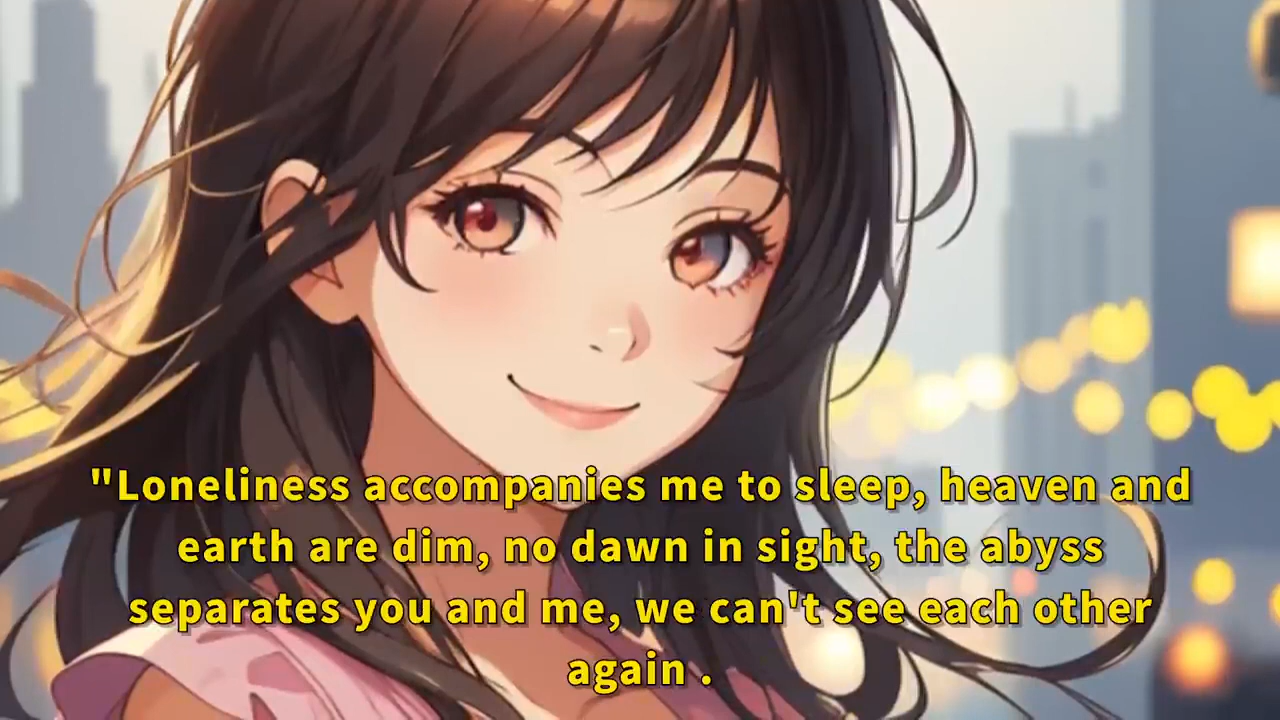 "Loneliness accompanies me to sleep, heaven and
earth are dim, no dawn in sight, the abyss
separates you and me, we can't see each other
again .